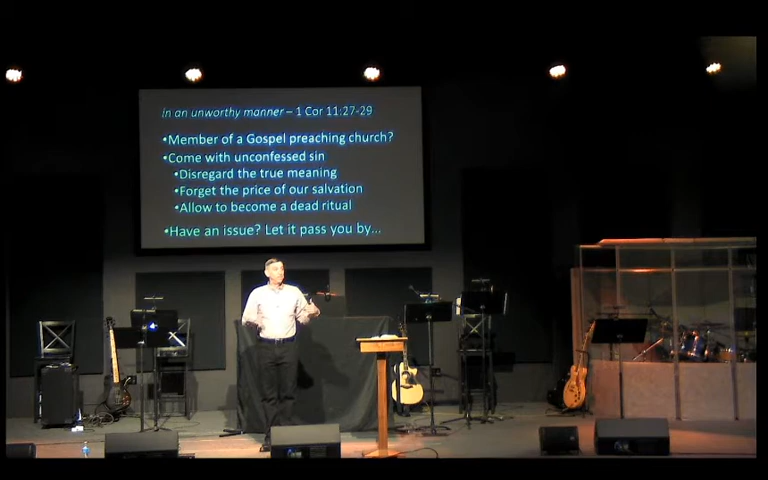 in an unworthy manner – 1 Cor 11:27-29
•Member of a Gospel preaching church?
•Come with unconfessed sin
•Disregard the true meaning
•Forget the price of our salvation
•Allow to become a dead ritual
•Have an issue? Let it pass you by...